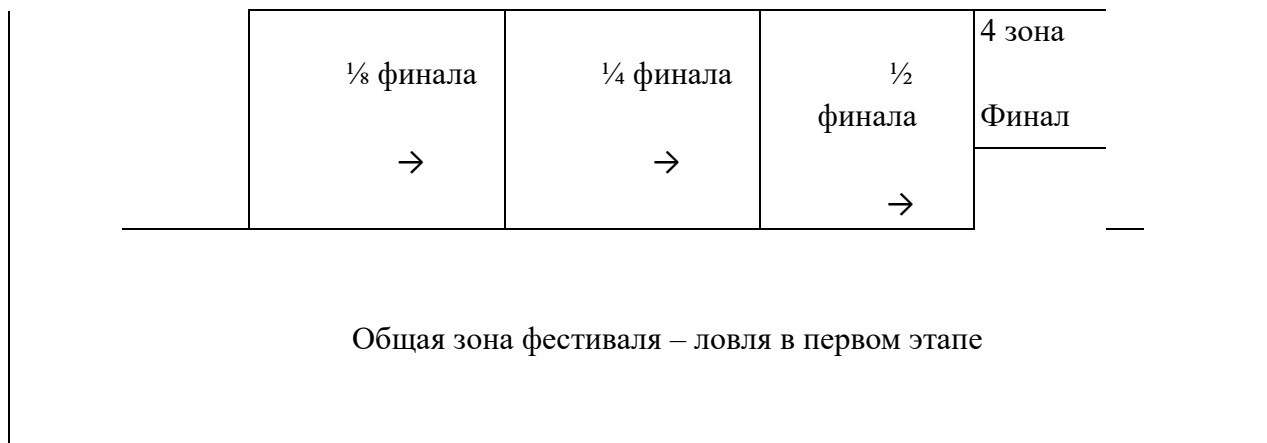 4 зона
⅛ финала
→
¼ финала
→
½
финала
→
Финал
Общая зона фестиваля – ловля в первом этапе